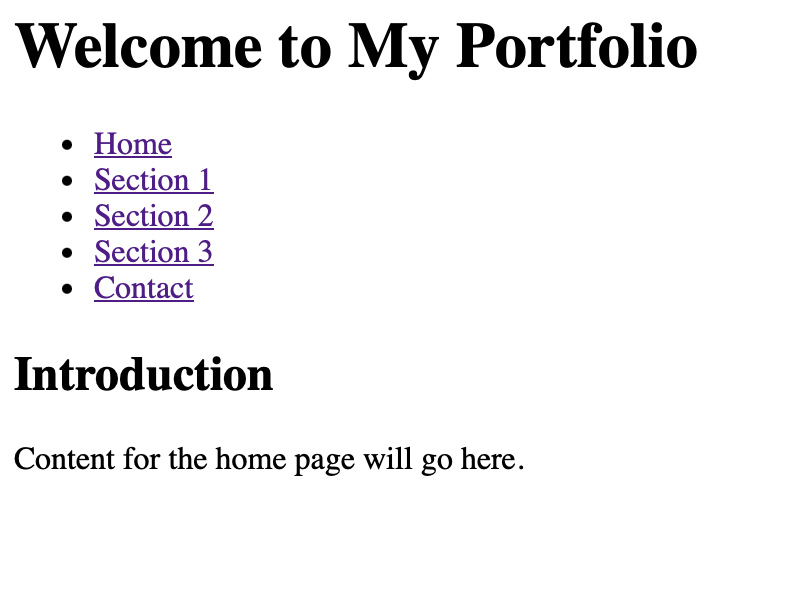 Welcome to My Portfolio
Home
Section 1
Section 2
Section 3
Contact
Introduction
Content for the home page will go here.